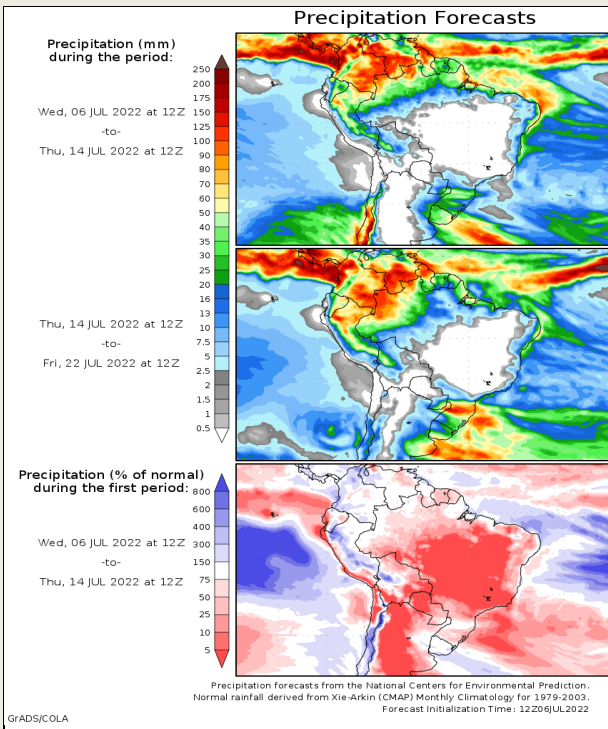 Precipitation Forecasts
Precipitation (mm)
during the period:
Wed, 06 JUL 2022 at 12Z
-to-
Thu, 14 JUL 2022 at 12Z
250
200
175
150
125
100
90
80
70
60
50
40
35
30
25
20
16
13
10
7.5
5
2.5
2
1.5
1
0.5
Thu, 14 JUL 2022 at 12Z
-to-
Fri, 22 JUL 2022 at 12Z
Precipitation (% of normal)
during the first period:
Wed, 06 JUL 2022 at 12Z
-to-
Thu, 14 JUL 2022 at 12Z
800
600
400
300
150
75
50
25
10
5
Precipitation forecasts from the National Centers for Environmental Prediction.
Normal rainfall derived from Xie-Arkin (CMAP) Monthly Climatology for 1979-2003.
Forecast Initialization Time: 12Z06JUL2022
GrADS/COLA